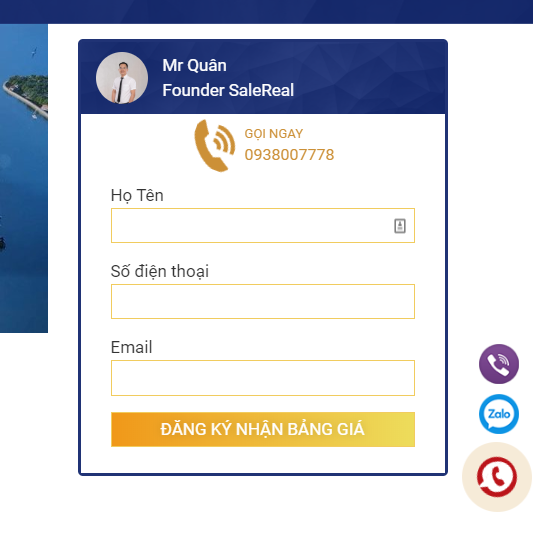 Mr Quân
Founder SaleReal
GỌI NGAY
0938007778
Họ Tên
Số điện thoại
Email
ĐĂNG KÝ NHẬN BẢNG GIÁ
Zalo